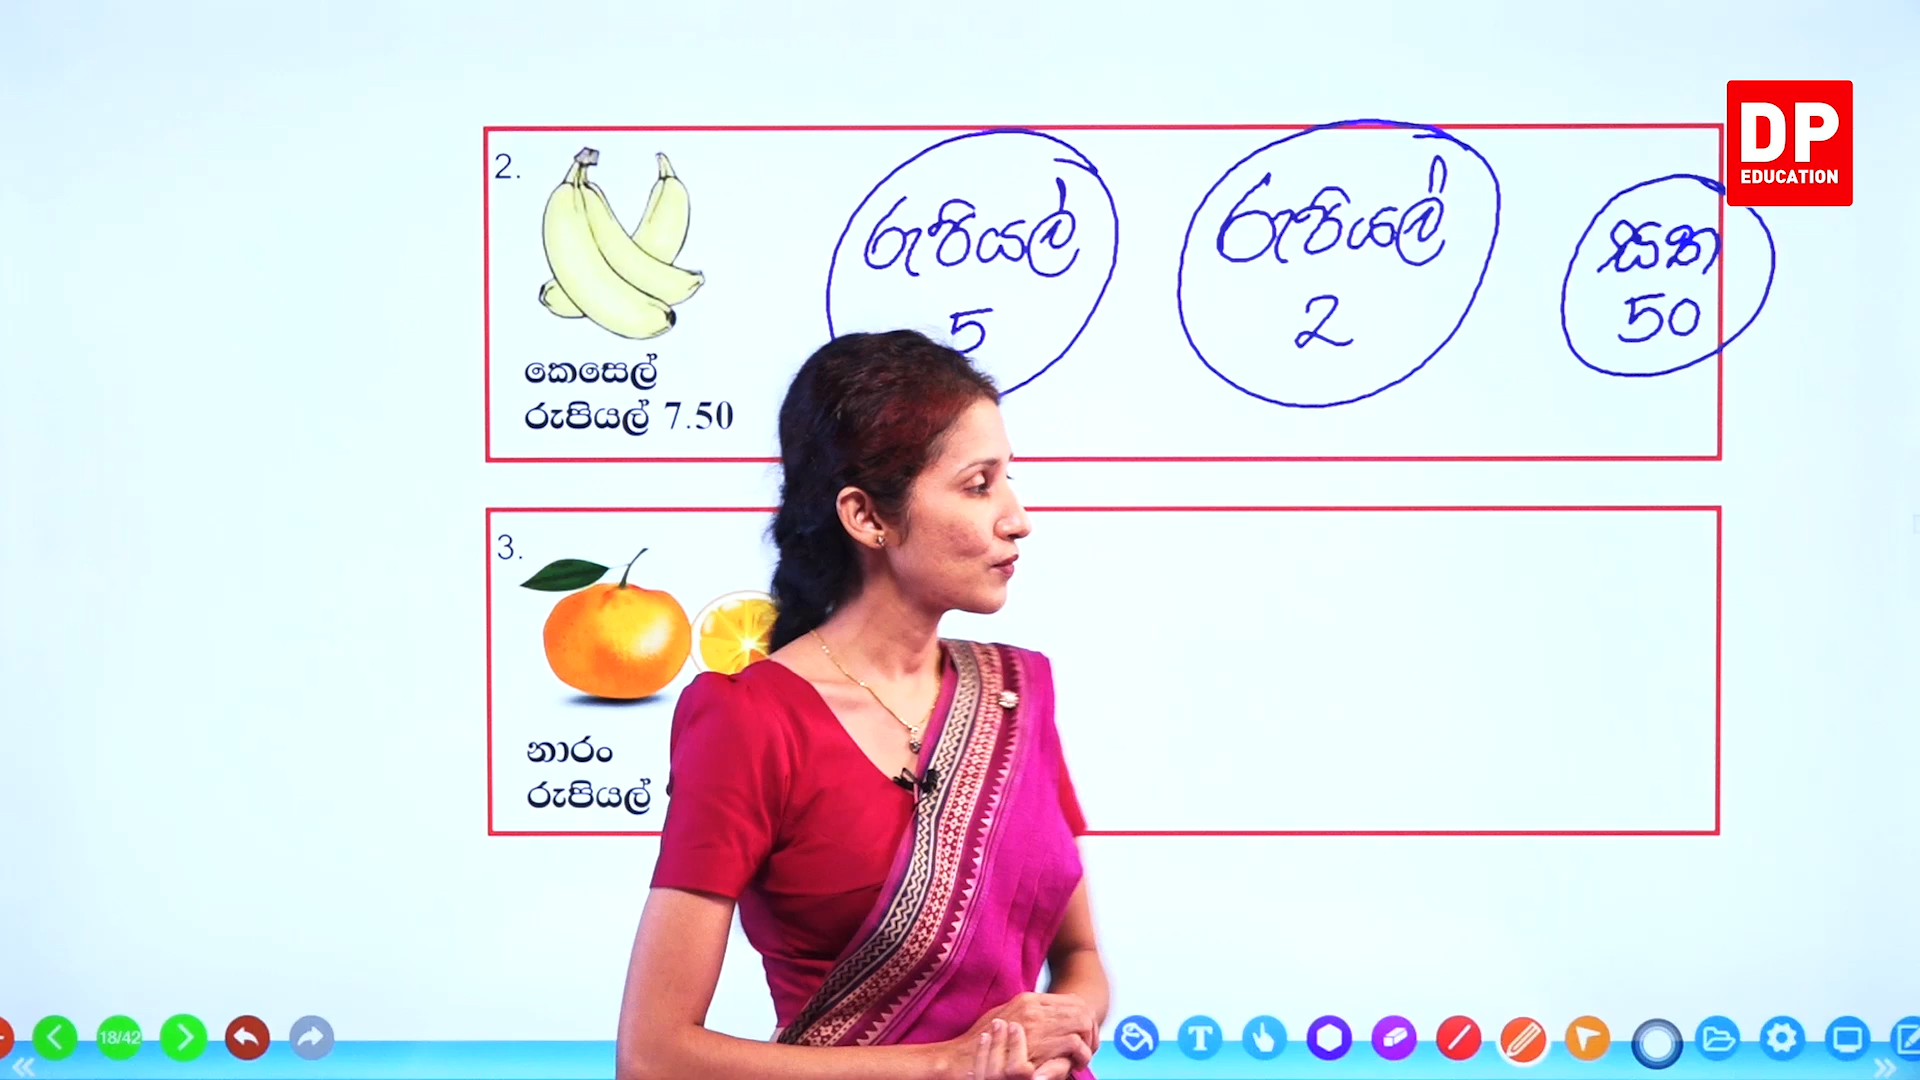 DP
EDUCATION
2.
රුපියල්
5
රුපියල්
2
සත
50
කෙසෙල්
රුපියල් 7.50
3.
නාරං
රුපියල්
18/42